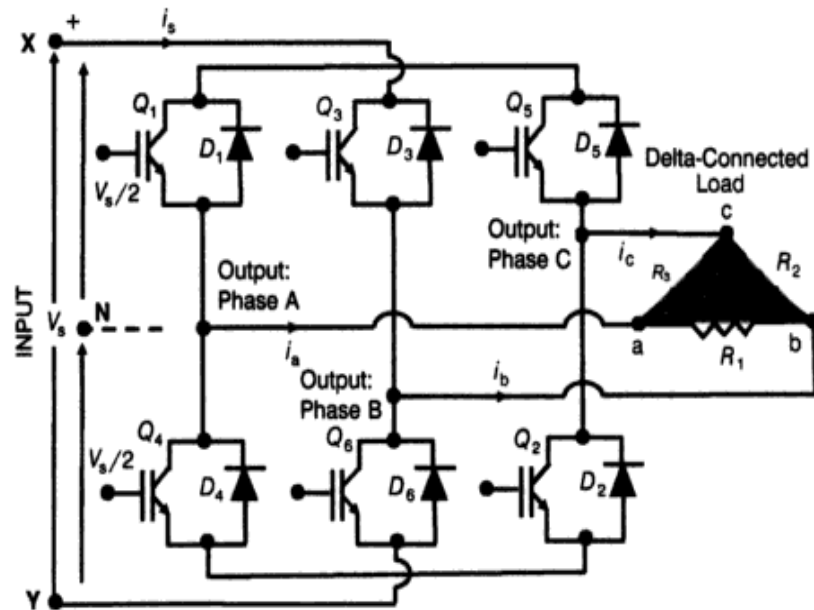 X + i_s
Q_1 Q_3 Q_5
D_1 D_3 D_5
V_s/2
Delta-Connected
Load
c
Output:
Phase C
i_c
R_3 R_2
Output:
Phase A
INPUT V_s N
i_a
a b
R_1
Output:
Phase B
i_b
Q_4 Q_6 Q_2
V_s/2
D_4 D_6 D_2
Y